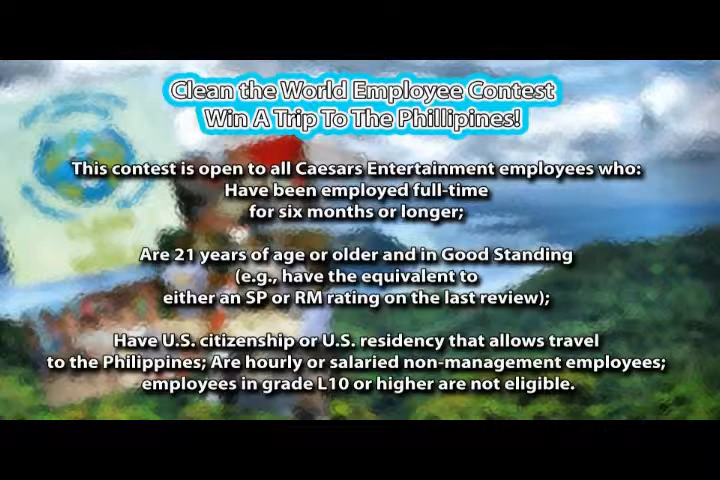 Clean the World Employee Contest
Win A Trip To The Phillipines!
This contest is open to all Caesars Entertainment employees who:
Have been employed full-time
for six months or longer;
Are 21 years of age or older and in Good Standing
(e.g., have the equivalent to
either an SP or RM rating on the last review);
Have U.S. citizenship or U.S. residency that allows travel
to the Philippines; Are hourly or salaried non-management employees;
employees in grade L10 or higher are not eligible.